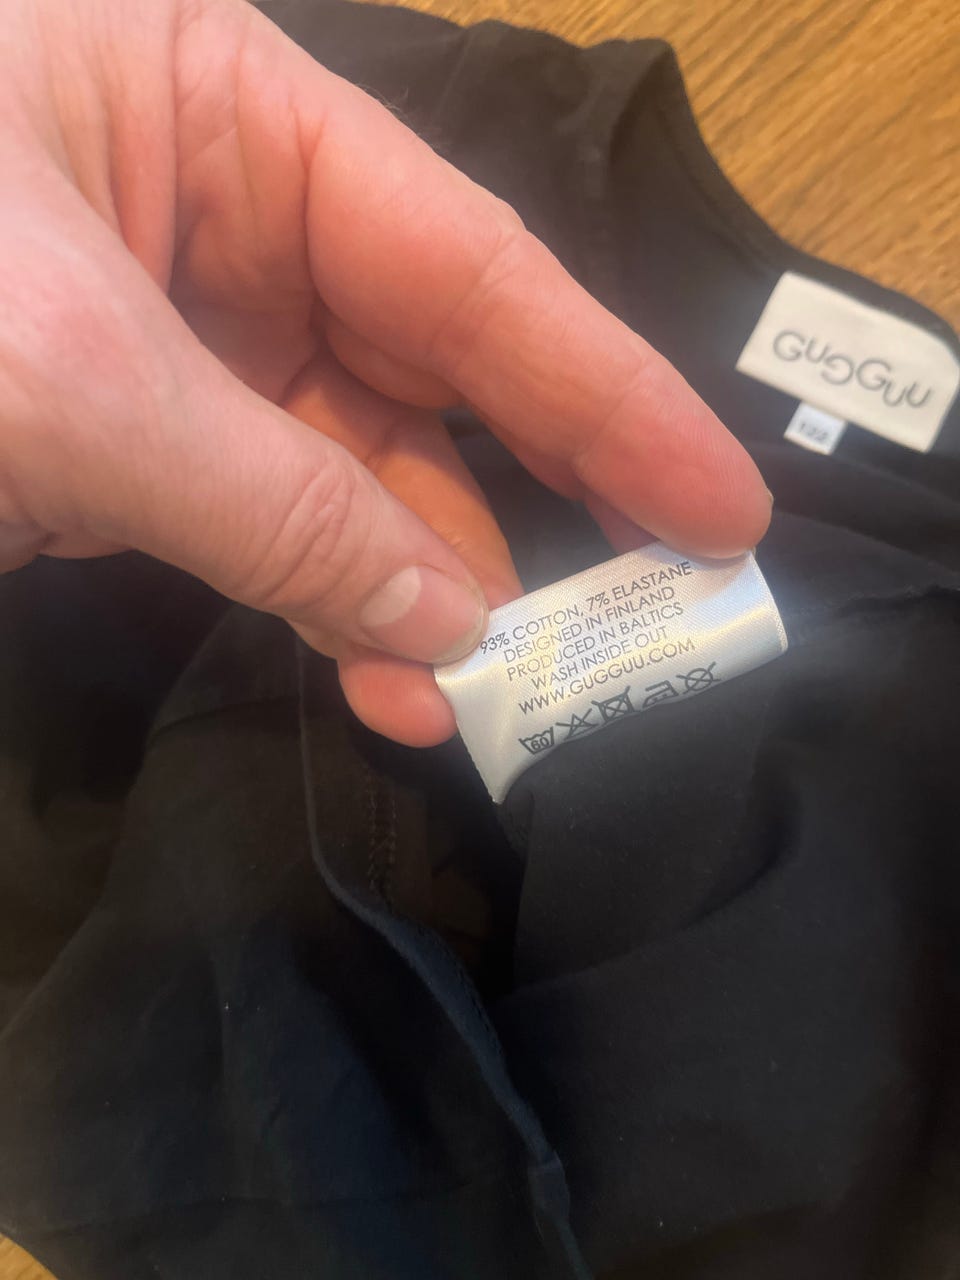 GUGGUU
122
93% COTTON, 7% ELASTANE
DESIGNED IN FINLAND
PRODUCED IN BALTICS
WASH INSIDE OUT
WWW.GUGGUU.COM
60